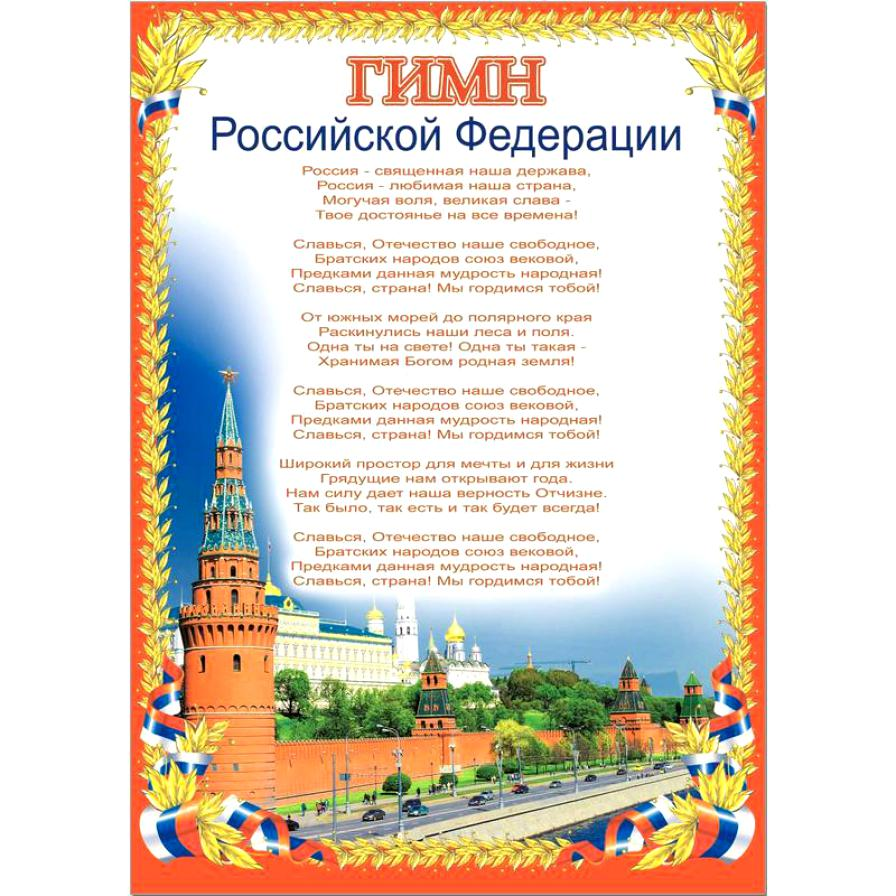 ГИМН
Российской Федерации
Россия - священная наша держава,
Россия - любимая наша страна,
Могучая воля, великая слава -
Твое достоянье на все времена!
Славься, Отечество наше свободное,
Братских народов союз вековой,
Предками данная мудрость народная!
Славься, страна! Мы гордимся тобой!
От южных морей до полярного края
Раскинулись наши леса и поля.
Одна ты на свете! Одна ты такая -
Хранимая Богом родная земля!
Славься, Отечество наше свободное,
Братских народов союз вековой,
Предками данная мудрость народная!
Славься, страна! Мы гордимся тобой!
Широкий простор для мечты и для жизни
Грядущие нам открывают года.
Нам силу дает наша верность Отчизне.
Так было, так есть и так будет всегда!
Славься, Отечество наше свободное,
Братских народов союз вековой,
Предками данная мудрость народная!
Славься, страна! Мы гордимся тобой!